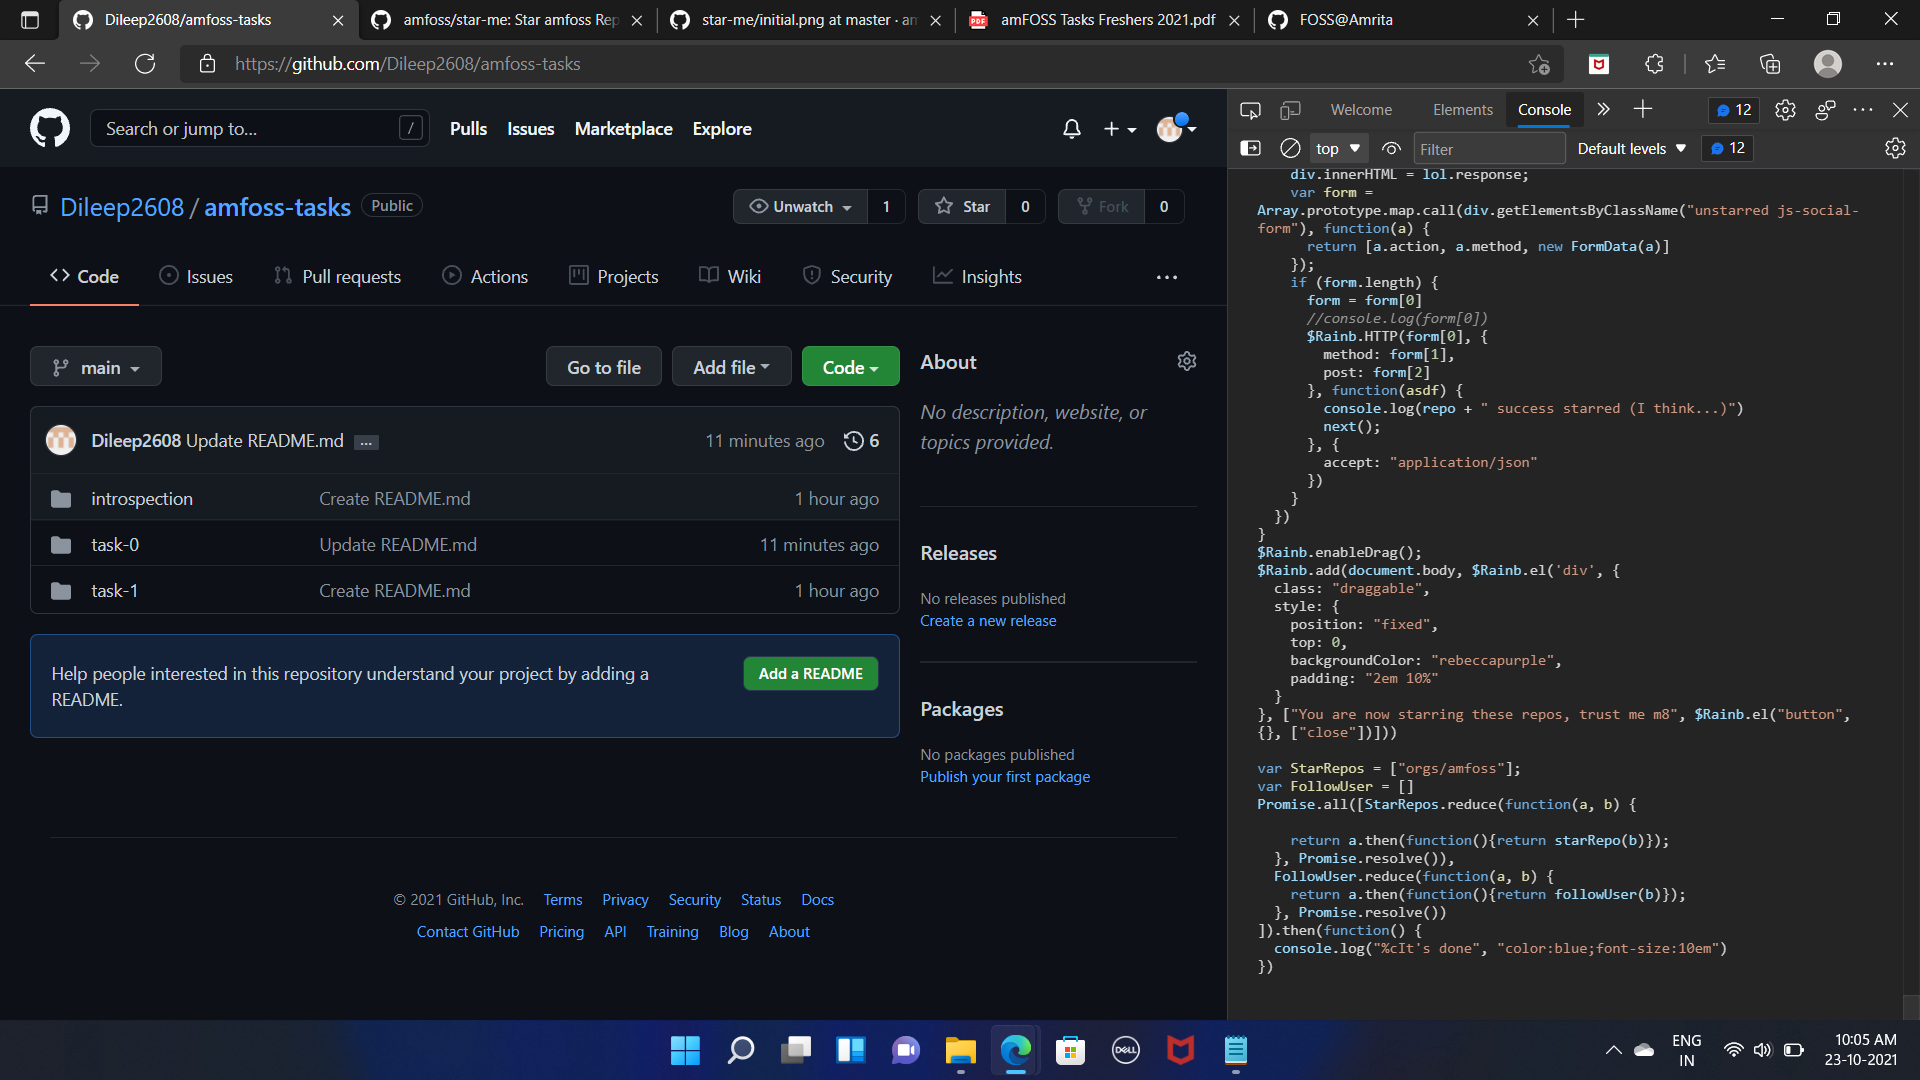 Dileep2608/amfoss-tasks
amfoss/star-me: Star amfoss Rep
star-me/initial.png at master · am
amFOSS Tasks Freshers 2021.pdf
FOSS@Amrita
https://github.com/Dileep2608/amfoss-tasks
Search or jump to... /
Pulls
Issues
Marketplace
Explore
Dileep2608 / amfoss-tasks Public
Unwatch 1
Star 0
Fork 0
Code
Issues
Pull requests
Actions
Projects
Wiki
Security
Insights
main
Go to file
Add file
Code
Dileep2608 Update README.md ... 11 minutes ago 6
introspection Create README.md 1 hour ago
task-0 Update README.md 11 minutes ago
task-1 Create README.md 1 hour ago
Help people interested in this repository understand your project by adding a
README.
Add a README
About
No description, website, or
topics provided.
Releases
No releases published
Create a new release
Packages
No packages published
Publish your first package
© 2021 GitHub, Inc. Terms Privacy Security Status Docs
Contact GitHub Pricing API Training Blog About
Welcome Elements Console 12
top Filter Default levels 12
div.innerHTML = lol.response;
var form =
Array.prototype.map.call(div.getElementsByClassName("unstarred js-social-
form"), function(a) {
return [a.action, a.method, new FormData(a)]
});
if (form.length) {
form = form[0]
//console.log(form[0])
$Rainb.HTTP(form[0], {
method: form[1],
post: form[2]
}, function(asdf) {
console.log(repo + " success starred (I think...)")
next();
}, {
accept: "application/json"
})
}
})
}
$Rainb.enableDrag();
$Rainb.add(document.body, $Rainb.el('div', {
class: "draggable",
style: {
position: "fixed",
top: 0,
backgroundColor: "rebeccapurple",
padding: "2em 10%"
}
}, ["You are now starring these repos, trust me m8", $Rainb.el("button",
{}, ["close"])]))
var StarRepos = ["orgs/amfoss"];
var FollowUser = []
Promise.all([StarRepos.reduce(function(a, b) {
return a.then(function(){return starRepo(b)});
}, Promise.resolve()),
FollowUser.reduce(function(a, b) {
return a.then(function(){return followUser(b)});
}, Promise.resolve())
]).then(function() {
console.log("%cIt's done", "color:blue;font-size:10em")
})
PDF
DELL
ENG
IN
10:05 AM
23-10-2021